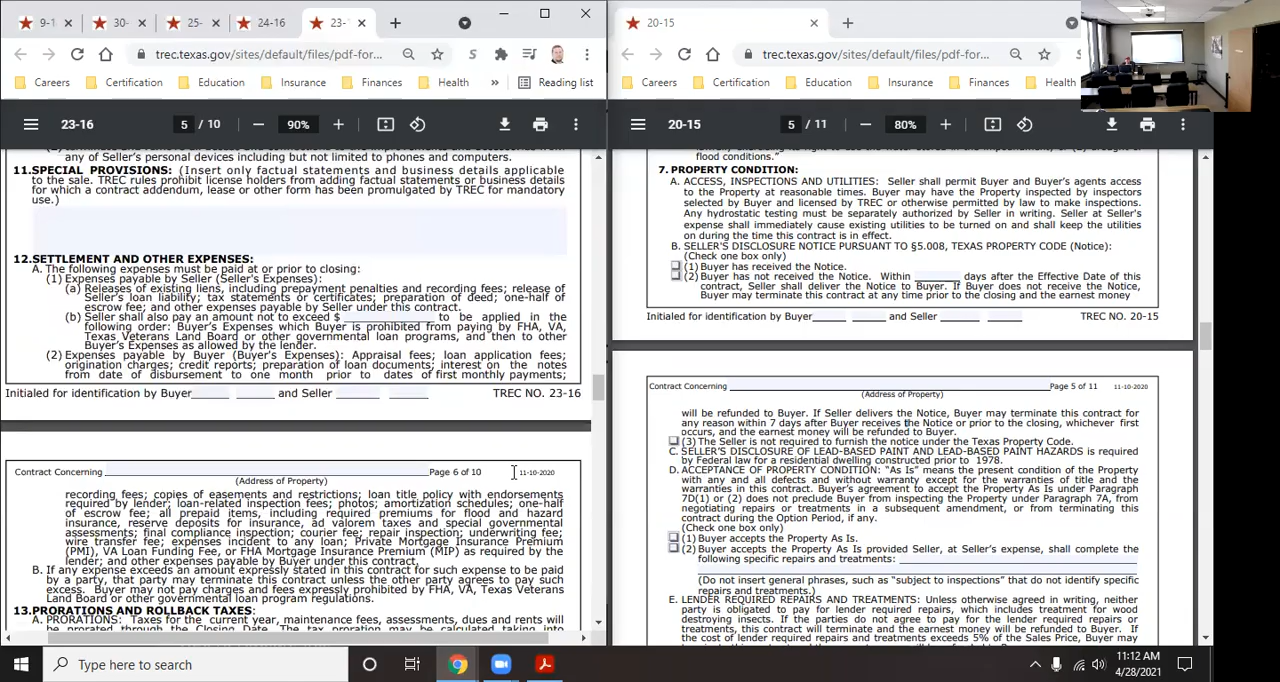 9-1
30-
25-
24-16
23-
20-15
trec.texas.gov/sites/default/files/pdf-for...
trec.texas.gov/sites/default/files/pdf-for...
Careers
Certification
Education
Insurance
Finances
Health
»
Reading list
Careers
Certification
Education
Insurance
Finances
Health
23-16
5 / 10
90%
20-15
5 / 11
80%
any of Seller's personal devices including but not limited to phones and computers.
11.SPECIAL PROVISIONS: (Insert only factual statements and business details applicable
to the sale. TREC rules prohibit license holders from adding factual statements or business details
for which a contract addendum, lease or other form has been promulgated by TREC for mandatory
use.)
12.SETTLEMENT AND OTHER EXPENSES:
A. The following expenses must be paid at or prior to closing:
(1) Expenses payable by Seller (Seller's Expenses):
(a) Releases of existing liens, including prepayment penalties and recording fees; release of
Seller's loan liability; tax statements or certificates; preparation of deed; one-half of
escrow fee; and other expenses payable by Seller under this contract.
(b) Seller shall also pay an amount not to exceed $ to be applied in the
following order: Buyer's Expenses which Buyer is prohibited from paying by FHA, VA,
Texas Veterans Land Board or other governmental loan programs, and then to other
Buyer's Expenses as allowed by the lender.
(2) Expenses payable by Buyer (Buyer's Expenses): Appraisal fees; loan application fees;
origination charges; credit reports; preparation of loan documents; interest on the notes
from date of disbursement to one month prior to dates of first monthly payments;
Initialed for identification by Buyer_____ _____ and Seller _____ _____ TREC NO. 23-16
Contract Concerning Page 6 of 10 11-10-2020
(Address of Property)
recording fees; copies of easements and restrictions; loan title policy with endorsements
required by lender; loan-related inspection fees; photos; amortization schedules; one-half
of escrow fee; all prepaid items, including required premiums for flood and hazard
insurance, reserve deposits for insurance, ad valorem taxes and special governmental
assessments; final compliance inspection; courier fee; repair inspection; underwriting fee;
wire transfer fee; expenses incident to any loan; Private Mortgage Insurance Premium
(PMI), VA Loan Funding Fee, or FHA Mortgage Insurance Premium (MIP) as required by the
lender; and other expenses payable by Buyer under this contract.
B. If any expense exceeds an amount expressly stated in this contract for such expense to be paid
by a party, that party may terminate this contract unless the other party agrees to pay such
excess. Buyer may not pay charges and fees expressly prohibited by FHA, VA, Texas Veterans
Land Board or other governmental loan program regulations.
13.PRORATIONS AND ROLLBACK TAXES:
A. PRORATIONS: Taxes for the current year, maintenance fees, assessments, dues and rents will
be prorated through the Closing Date. The tax proration may be calculated taking into
flood conditions."
7. PROPERTY CONDITION:
A. ACCESS, INSPECTIONS AND UTILITIES: Seller shall permit Buyer and Buyer's agents access
to the Property at reasonable times. Buyer may have the Property inspected by inspectors
selected by Buyer and licensed by TREC or otherwise permitted by law to make inspections.
Any hydrostatic testing must be separately authorized by Seller in writing. Seller at Seller's
expense shall immediately cause existing utilities to be turned on and shall keep the utilities
on during the time this contract is in effect.
B. SELLER'S DISCLOSURE NOTICE PURSUANT TO §5.008, TEXAS PROPERTY CODE (Notice):
(Check one box only)
(1) Buyer has received the Notice.
(2) Buyer has not received the Notice. Within days after the Effective Date of this
contract, Seller shall deliver the Notice to Buyer. If Buyer does not receive the Notice,
Buyer may terminate this contract at any time prior to the closing and the earnest money
Initialed for identification by Buyer_____ _____ and Seller _____ _____ TREC NO. 20-15
Contract Concerning Page 5 of 11 11-10-2020
(Address of Property)
will be refunded to Buyer. If Seller delivers the Notice, Buyer may terminate this contract for
any reason within 7 days after Buyer receives the Notice or prior to the closing, whichever first
occurs, and the earnest money will be refunded to Buyer.
(3) The Seller is not required to furnish the notice under the Texas Property Code.
C. SELLER'S DISCLOSURE OF LEAD-BASED PAINT AND LEAD-BASED PAINT HAZARDS is required
by Federal law for a residential dwelling constructed prior to 1978.
D. ACCEPTANCE OF PROPERTY CONDITION: "As Is" means the present condition of the Property
with any and all defects and without warranty except for the warranties of title and the
warranties in this contract. Buyer's agreement to accept the Property As Is under Paragraph
7D(1) or (2) does not preclude Buyer from inspecting the Property under Paragraph 7A, from
negotiating repairs or treatments in a subsequent amendment, or from terminating this
contract during the Option Period, if any.
(Check one box only)
(1) Buyer accepts the Property As Is.
(2) Buyer accepts the Property As Is provided Seller, at Seller's expense, shall complete the
following specific repairs and treatments:
(Do not insert general phrases, such as "subject to inspections" that do not identify specific
repairs and treatments.)
E. LENDER REQUIRED REPAIRS AND TREATMENTS: Unless otherwise agreed in writing, neither
party is obligated to pay for lender required repairs, which includes treatment for wood
destroying insects. If the parties do not agree to pay for the lender required repairs or
treatments, this contract will terminate and the earnest money will be refunded to Buyer. If
the cost of lender required repairs and treatments exceeds 5% of the Sales Price, Buyer may
Type here to search
11:12 AM
4/28/2021